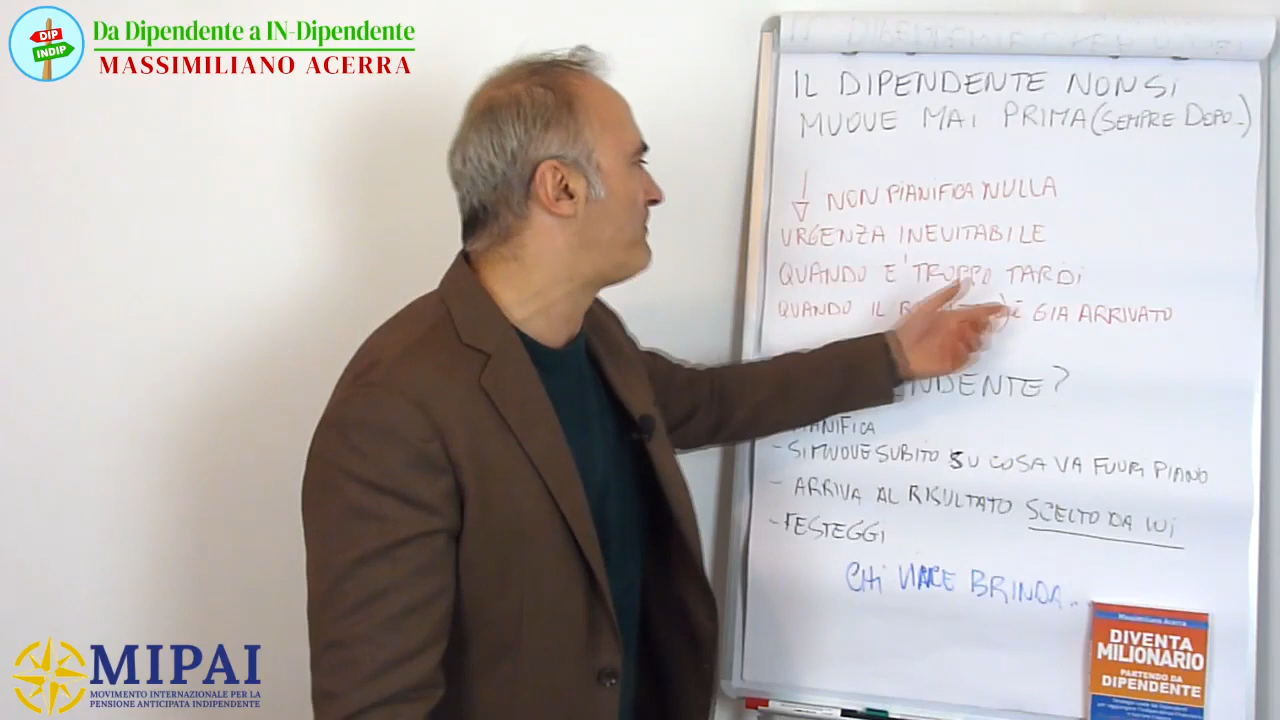 DIP
INDIP
Da Dipendente a IN-Dipendente
MASSIMILIANO ACERRA
IL DIPENDENTE NON SI
MUOVE MAI PRIMA (SEMPRE DOPO..)
NON PIANIFICA NULLA
URGENZA INEVITABILE
QUANDO E' TROPPO TARDI
QUANDO IL È GIA ARRIVATO
NDENTE?
PIANIFICA
- SI MUOVE SUBITO SU COSA VA FUORI PIANO
- ARRIVA AL RISULTATO SCELTO DA LUI
- FESTEGGI
CHI VINCE BRINDA..
Massimiliano Acerra
DIVENTA
MILIONARIO
PARTENDO DA
DIPENDENTE
MIPAI
MOVIMENTO INTERNAZIONALE PER LA
PENSIONE ANTICIPATA INDIPENDENTE